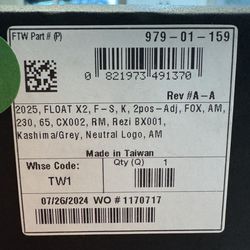 FTW Part # (P)
979-01-159
0 821973 491370
Rev #A-A
2025, FLOAT X2, F-S, K, 2pos-Adj, FOX, AM,
230, 65, CX002, RM, Rezi BX001,
Kashima/Grey, Neutral Logo, AM
Made in Taiwan
Whse Code:
Qty (Q) 1
TW1
07/26/2024 WO # 1170717